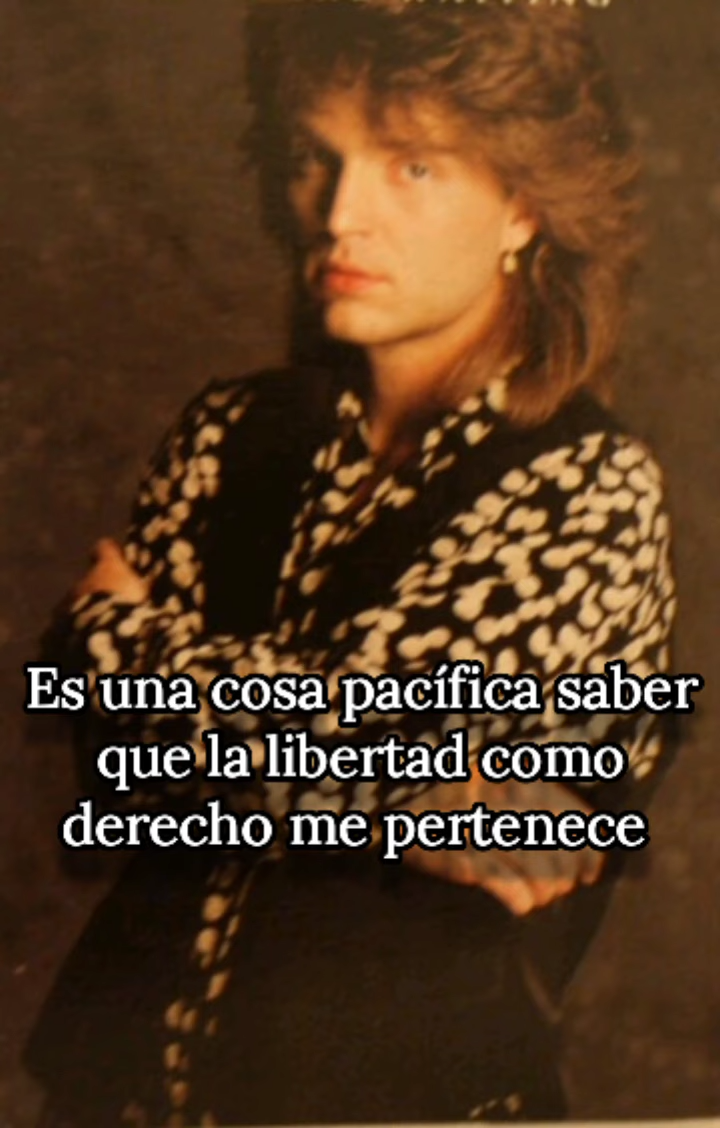 Es una cosa pacífica saber
que la libertad como
derecho me pertenece